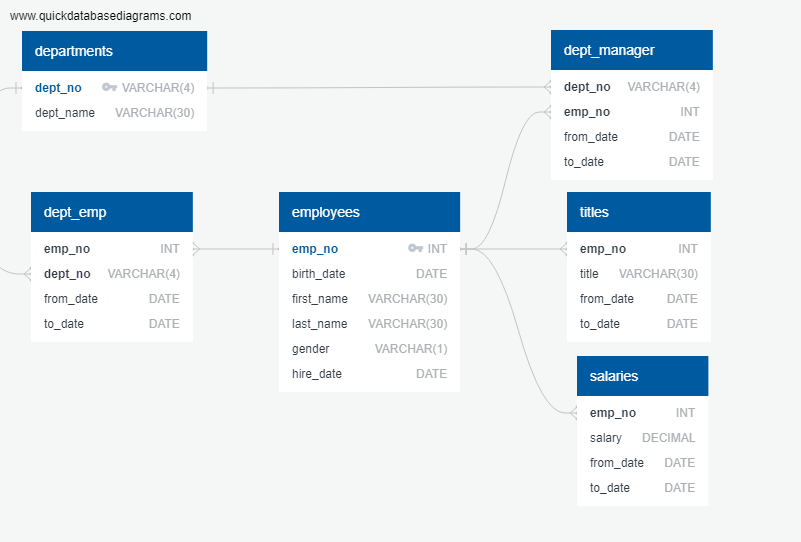 www.quickdatabasediagrams.com
departments
dept_no VARCHAR(4)
dept_name VARCHAR(30)
dept_manager
dept_no VARCHAR(4)
emp_no INT
from_date DATE
to_date DATE
dept_emp
emp_no INT
dept_no VARCHAR(4)
from_date DATE
to_date DATE
employees
emp_no INT
birth_date DATE
first_name VARCHAR(30)
last_name VARCHAR(30)
gender VARCHAR(1)
hire_date DATE
titles
emp_no INT
title VARCHAR(30)
from_date DATE
to_date DATE
salaries
emp_no INT
salary DECIMAL
from_date DATE
to_date DATE